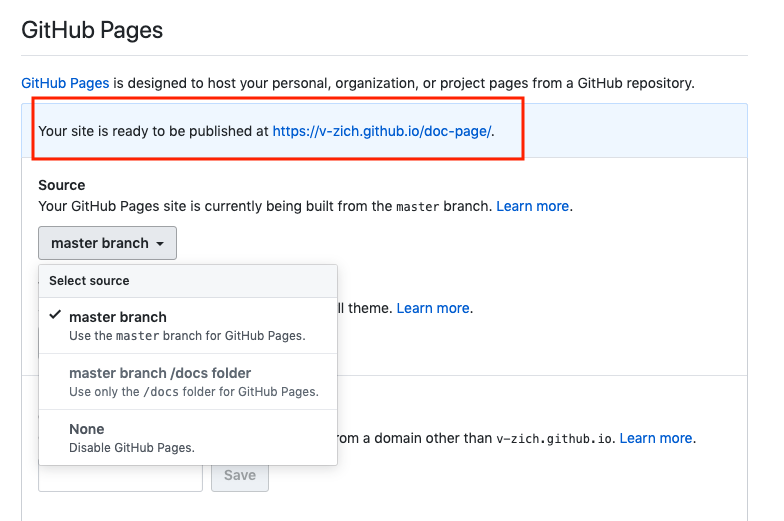 GitHub Pages
GitHub Pages is designed to host your personal, organization, or project pages from a GitHub repository.
Your site is ready to be published at https://v-zich.github.io/doc-page/.
Source
Your GitHub Pages site is currently being built from the master branch. Learn more.
master branch
Select source
master branch
Use the master branch for GitHub Pages.
ll theme. Learn more.
master branch /docs folder
Use only the /docs folder for GitHub Pages.
None
Disable GitHub Pages.
rom a domain other than v-zich.github.io. Learn more.
Save